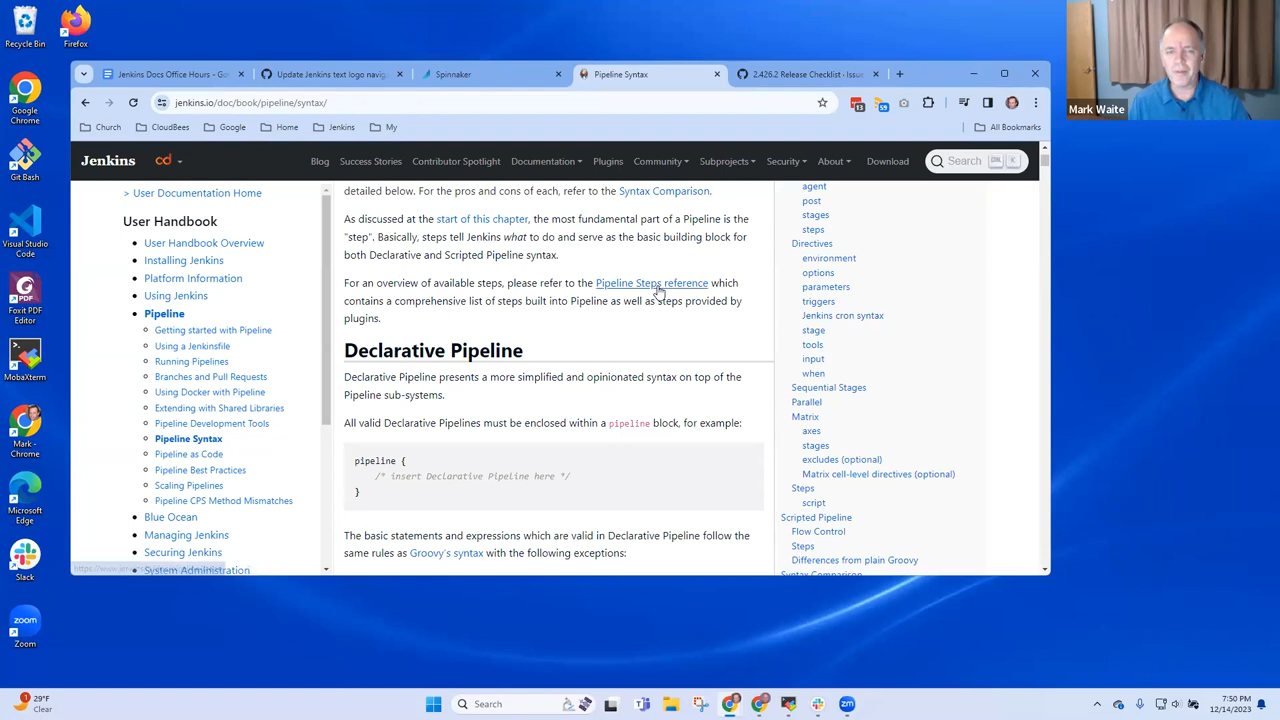 Recycle Bin
Firefox
Google Chrome
Git Bash
Visual Studio Code
Foxit PDF Editor
MobaXterm
Mark - Chrome
Microsoft Edge
Slack
Zoom
Jenkins Docs Office Hours - Go
Update Jenkins text logo navig
Spinnaker
Pipeline Syntax
2.426.2 Release Checklist · Issue
jenkins.io/doc/book/pipeline/syntax/
13
59
Church
CloudBees
Google
Home
Jenkins
My
All Bookmarks
Jenkins
cd
Blog
Success Stories
Contributor Spotlight
Documentation
Plugins
Community
Subprojects
Security
About
Download
Search
K
> User Documentation Home
User Handbook
User Handbook Overview
Installing Jenkins
Platform Information
Using Jenkins
Pipeline
Getting started with Pipeline
Using a Jenkinsfile
Running Pipelines
Branches and Pull Requests
Using Docker with Pipeline
Extending with Shared Libraries
Pipeline Development Tools
Pipeline Syntax
Pipeline as Code
Pipeline Best Practices
Scaling Pipelines
Pipeline CPS Method Mismatches
Blue Ocean
Managing Jenkins
Securing Jenkins
System Administration
detailed below. For the pros and cons of each, refer to the Syntax Comparison.
As discussed at the start of this chapter, the most fundamental part of a Pipeline is the
"step". Basically, steps tell Jenkins what to do and serve as the basic building block for
both Declarative and Scripted Pipeline syntax.
For an overview of available steps, please refer to the Pipeline Steps reference which
contains a comprehensive list of steps built into Pipeline as well as steps provided by
plugins.
Declarative Pipeline
Declarative Pipeline presents a more simplified and opinionated syntax on top of the
Pipeline sub-systems.
All valid Declarative Pipelines must be enclosed within a pipeline block, for example:
pipeline {
/* insert Declarative Pipeline here */
}
The basic statements and expressions which are valid in Declarative Pipeline follow the
same rules as Groovy's syntax with the following exceptions:
agent
post
stages
steps
Directives
environment
options
parameters
triggers
Jenkins cron syntax
stage
tools
input
when
Sequential Stages
Parallel
Matrix
axes
stages
excludes (optional)
Matrix cell-level directives (optional)
Steps
script
Scripted Pipeline
Flow Control
Steps
Differences from plain Groovy
Syntax Comparison
Mark Waite
1
29°F
Clear
Search
7:50 PM
12/14/2023